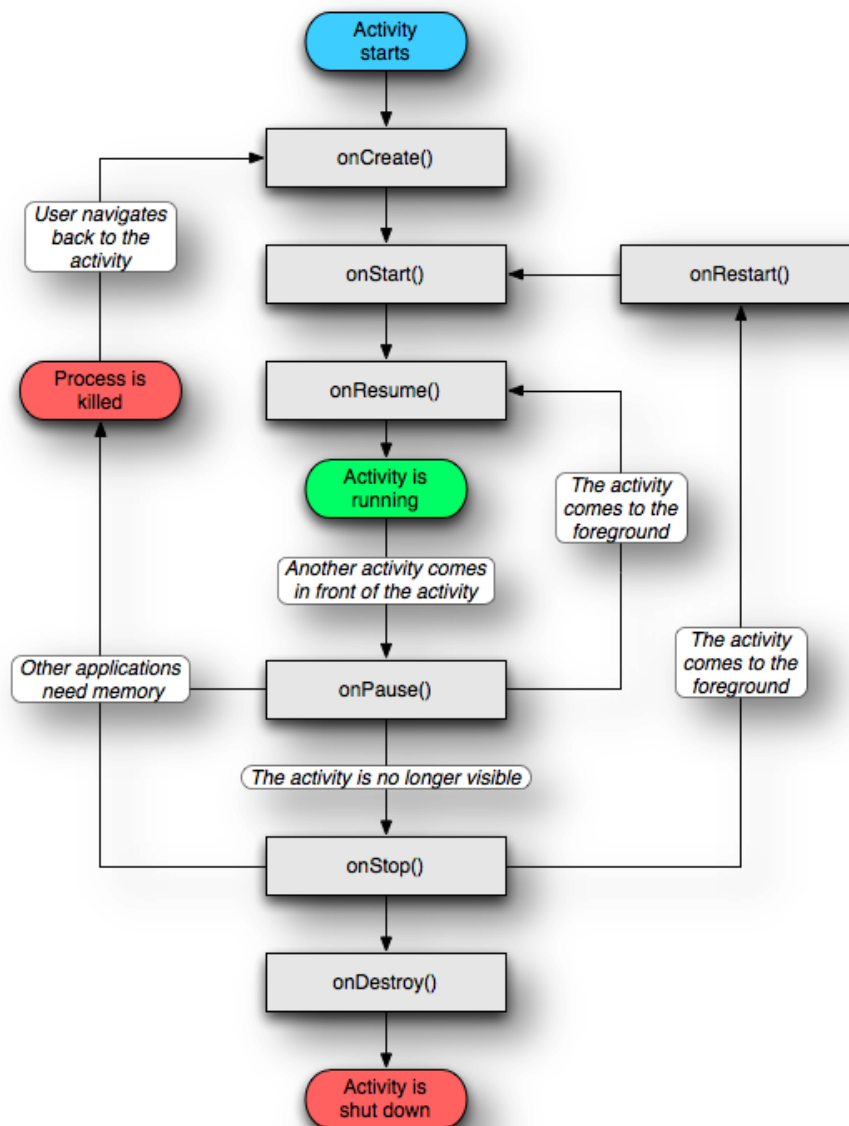 Activity
starts
onCreate()
User navigates
back to the
activity
onStart()
onRestart()
Process is
killed
onResume()
Activity is
running
The activity
comes to the
foreground
Another activity comes
in front of the activity
The activity
comes to the
foreground
Other applications
need memory
onPause()
The activity is no longer visible
onStop()
onDestroy()
Activity is
shut down